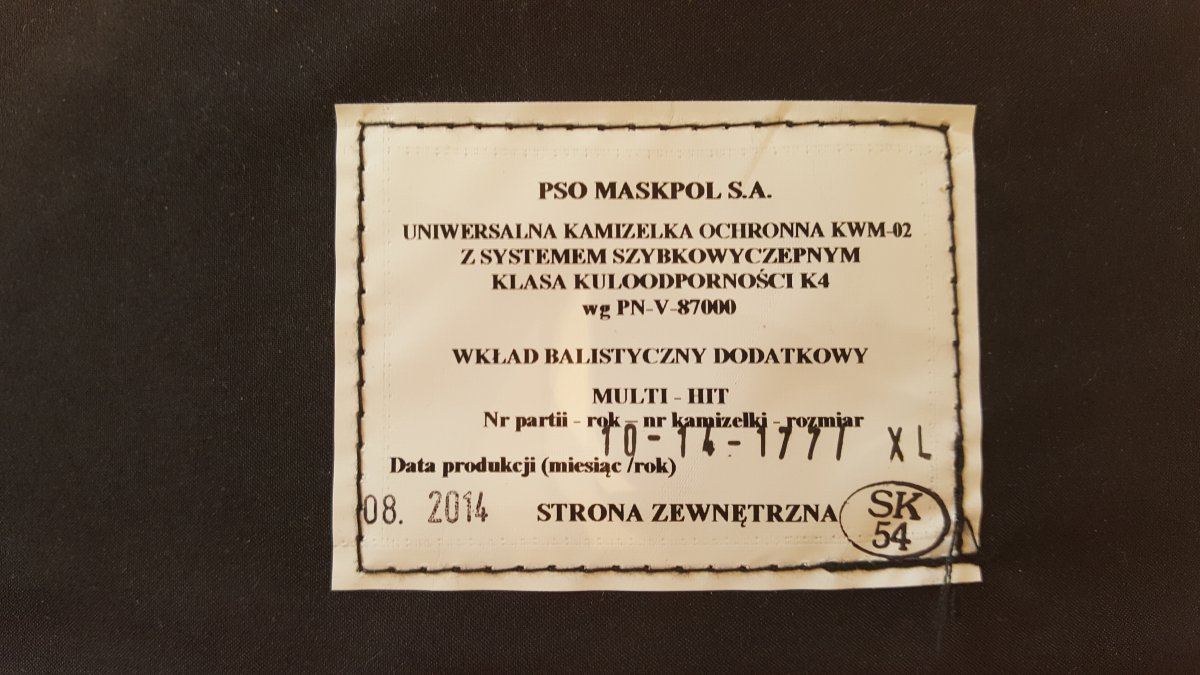 PSO MASKPOL S.A.
UNIWERSALNA KAMIZELKA OCHRONNA KWM-02
Z SYSTEMEM SZYBKOWYCZEPNYM
KLASA KULOODPORNOŚCI K4
wg PN-V-87000
WKŁAD BALISTYCZNY DODATKOWY
MULTI - HIT
Nr partii - rok - nr kamizelki - rozmiar
10-14-1777 XL
Data produkcji (miesiąc /rok)
08. 2014 STRONA ZEWNĘTRZNA
SK
54